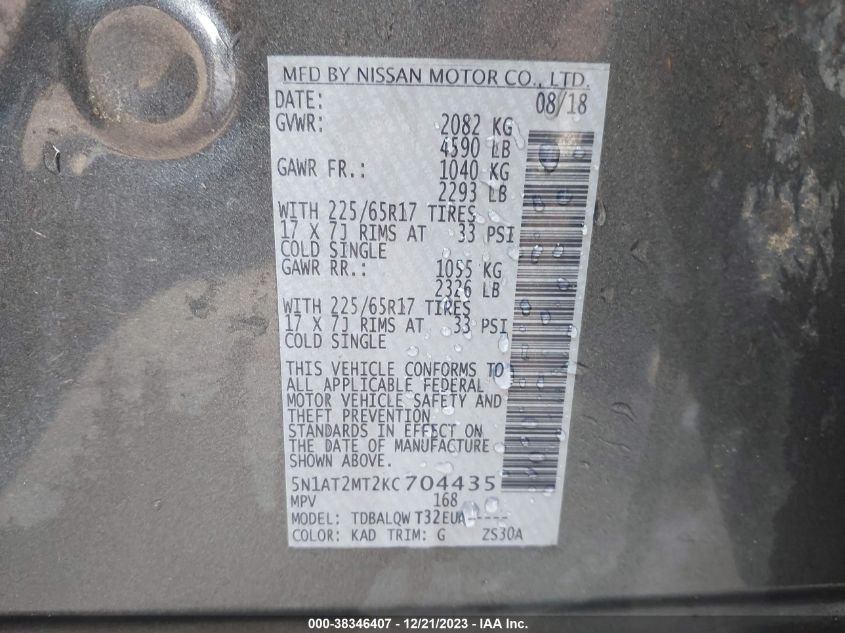 MFD BY NISSAN MOTOR CO., LTD.
DATE: 08/18
GVWR: 2082 KG
4590 LB
GAWR FR.: 1040 KG
2293 LB
WITH 225/65R17 TIRES
17 X 7J RIMS AT 33 PSI
COLD SINGLE
GAWR RR.: 1055 KG
2326 LB
WITH 225/65R17 TIRES
17 X 7J RIMS AT 33 PSI
COLD SINGLE
THIS VEHICLE CONFORMS TO
ALL APPLICABLE FEDERAL
MOTOR VEHICLE SAFETY AND
THEFT PREVENTION
STANDARDS IN EFFECT ON
THE DATE OF MANUFACTURE
SHOWN ABOVE.
5N1AT2MT2KC704435
MPV 168
MODEL: TDBALQWT32EUA-----
COLOR: KAD TRIM: G ZS30A
000-38346407 - 12/21/2023 - IAA Inc.